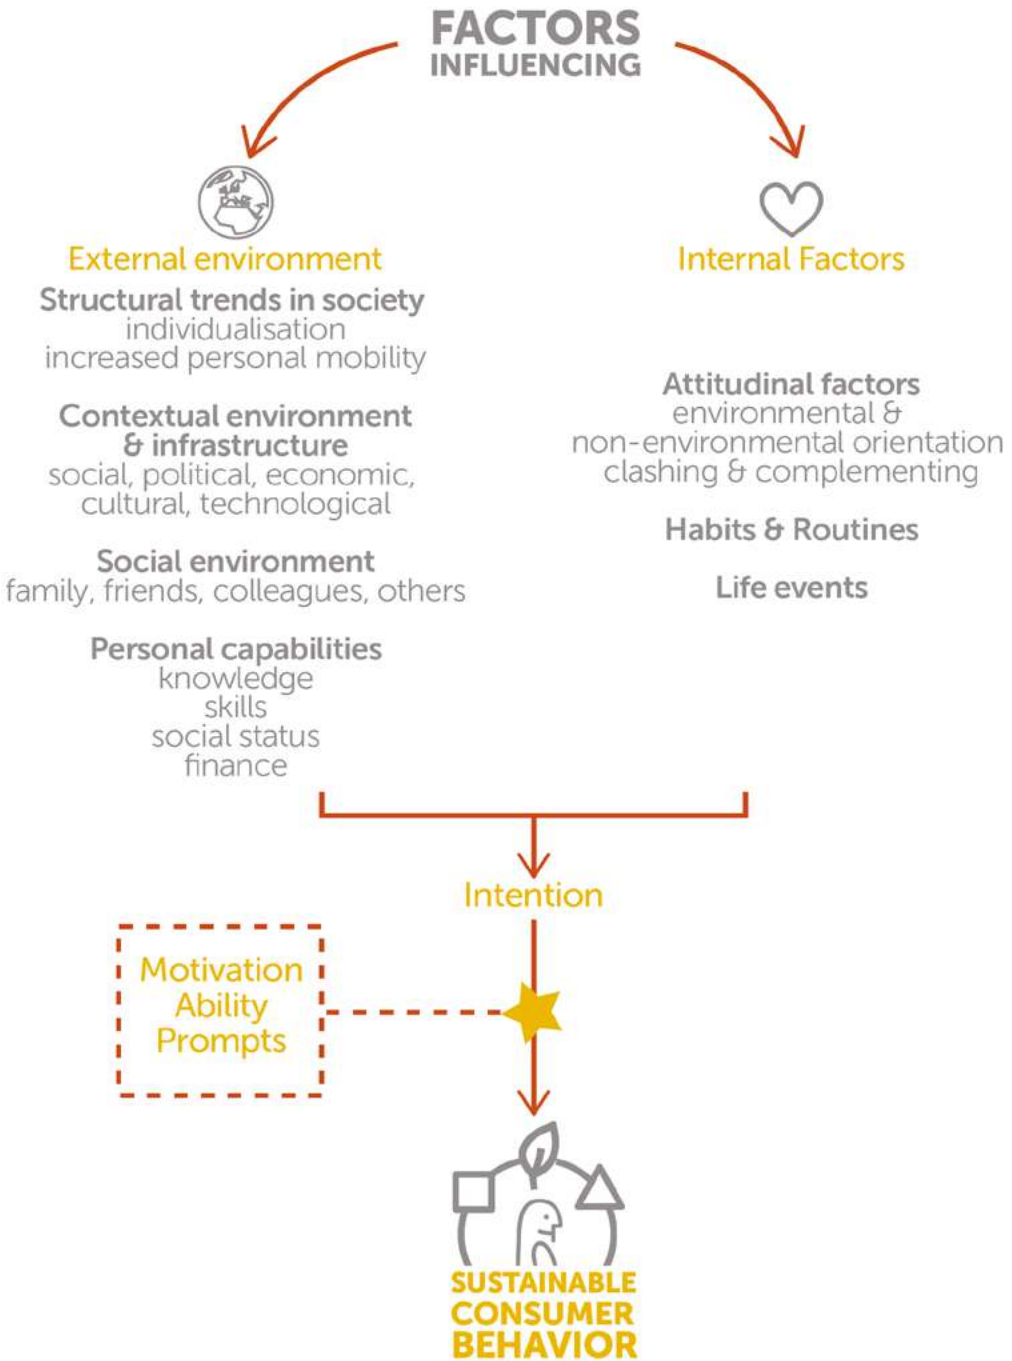 FACTORS
INFLUENCING
External environment
Structural trends in society
individualisation
increased personal mobility
Contextual environment
& infrastructure
social, political, economic,
cultural, technological
Social environment
family, friends, colleagues, others
Personal capabilities
knowledge
skills
social status
finance
Internal Factors
Attitudinal factors
environmental &
non-environmental orientation
clashing & complementing
Habits & Routines
Life events
Intention
Motivation
Ability
Prompts
SUSTAINABLE
CONSUMER
BEHAVIOR